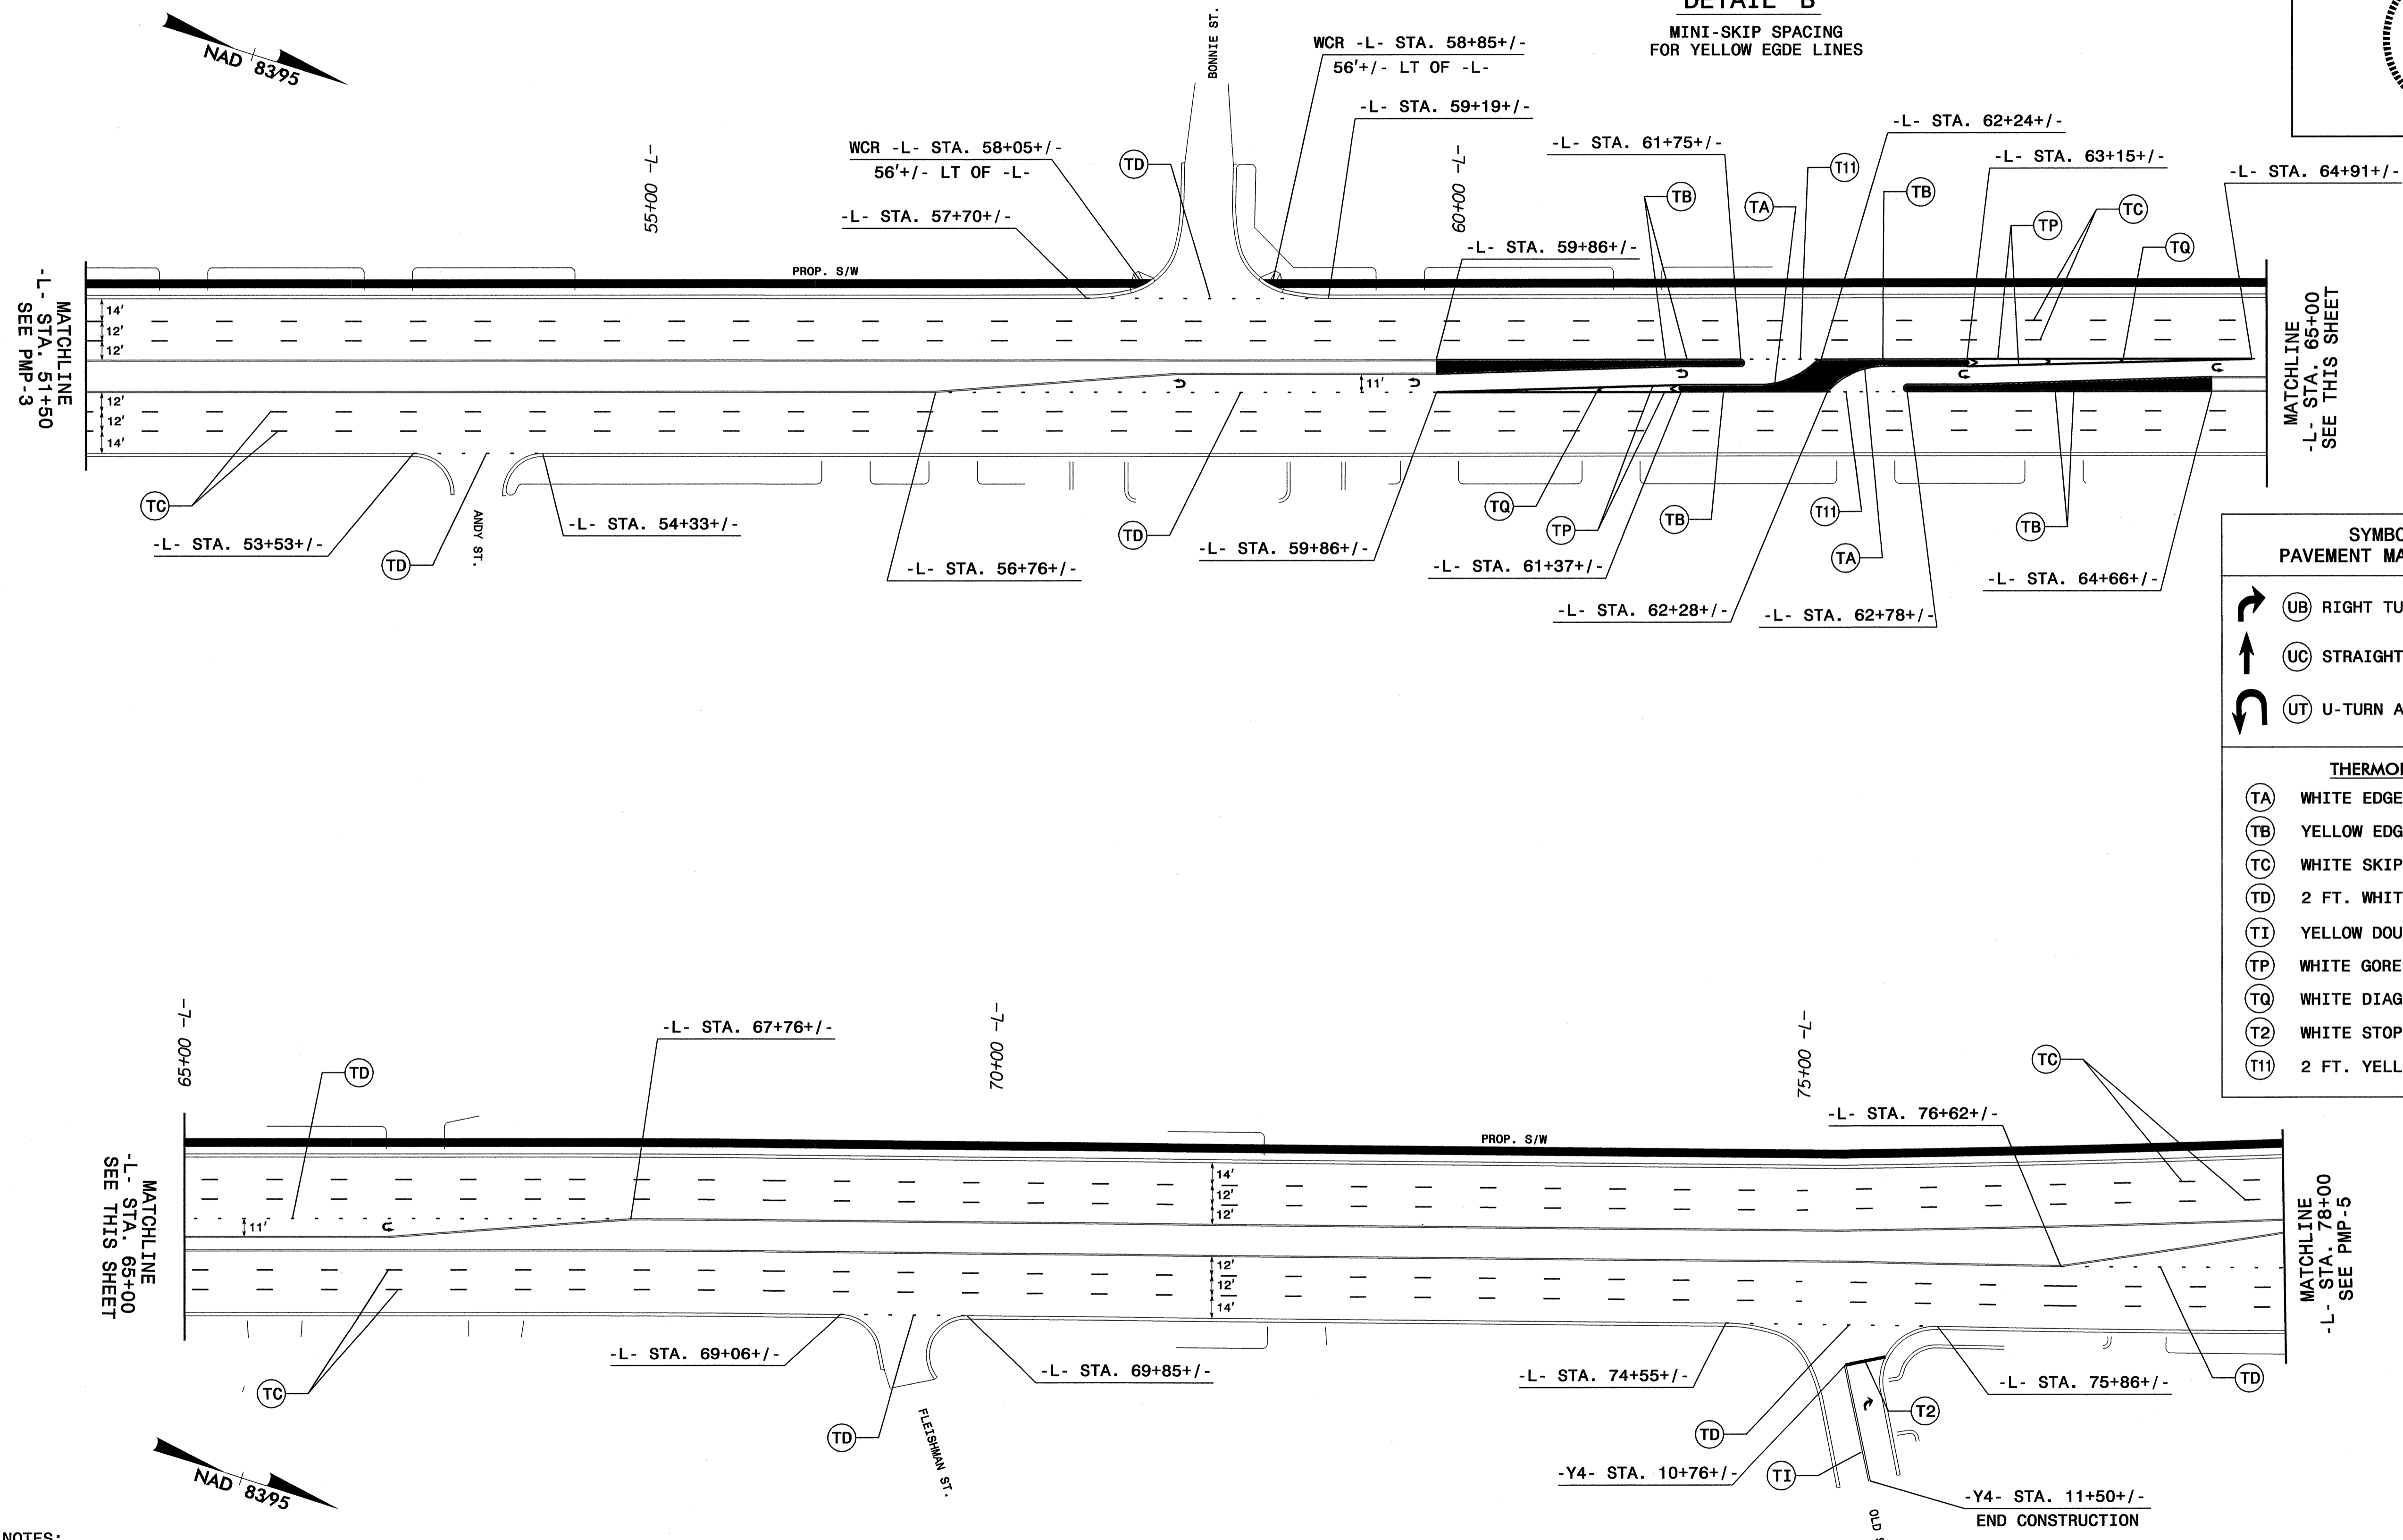 DETAIL B
MINI-SKIP SPACING
FOR YELLOW EGDE LINES
NAD 83/95
BONNIE ST.
WCR -L- STA. 58+85+/-
56'+/- LT OF -L-
-L- STA. 59+19+/-
WCR -L- STA. 58+05+/-
56'+/- LT OF -L-
-L- STA. 57+70+/-
TD
55+00 -L-
60+00 -L-
-L- STA. 61+75+/-
-L- STA. 59+86+/-
TB
TA
T11
-L- STA. 62+24+/-
TB
-L- STA. 63+15+/-
TP
TC
TQ
-L- STA. 64+91+/-
PROP. S/W
MATCHLINE
-L- STA. 51+50
SEE PMP-3
14'
12'
12'
12'
12'
14'
11'
MATCHLINE
-L- STA. 65+00
SEE THIS SHEET
TC
-L- STA. 53+53+/-
TD
ANDY ST.
-L- STA. 54+33+/-
-L- STA. 56+76+/-
TD
-L- STA. 59+86+/-
TQ
TP
-L- STA. 61+37+/-
TB
-L- STA. 62+28+/-
T11
TA
-L- STA. 62+78+/-
TB
-L- STA. 64+66+/-
PAVEMENT
UB RIGHT
UC STRAIGHT
UT U-TURN
TA WHITE EDGE
TB YELLOW
TC WHITE SKIP
TD 2 FT.
TI YELLOW
TP WHITE GORE
TQ WHITE
T2 WHITE STOP
T11 2 FT.
65+00 -L-
70+00 -L-
75+00 -L-
TD
-L- STA. 67+76+/-
TC
-L- STA. 76+62+/-
PROP. S/W
MATCHLINE
-L- STA. 65+00
SEE THIS SHEET
11'
14'
12'
12'
12'
12'
14'
MATCHLINE
-L- STA. 78+00
SEE PMP-5
TC
-L- STA. 69+06+/-
TD
FLEISHMAN ST.
-L- STA. 69+85+/-
-L- STA. 74+55+/-
TD
-Y4- STA. 10+76+/-
TI
T2
-L- STA. 75+86+/-
TD
-Y4- STA. 11+50+/-
END CONSTRUCTION
OLD
NAD 83/95
NOTES: